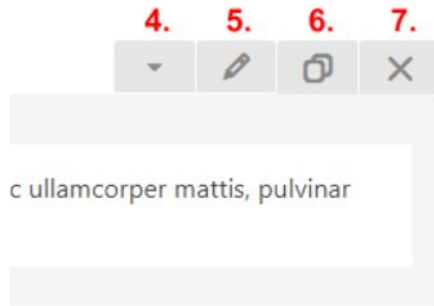 4. 5. 6. 7.
c ullamcorper mattis, pulvinar